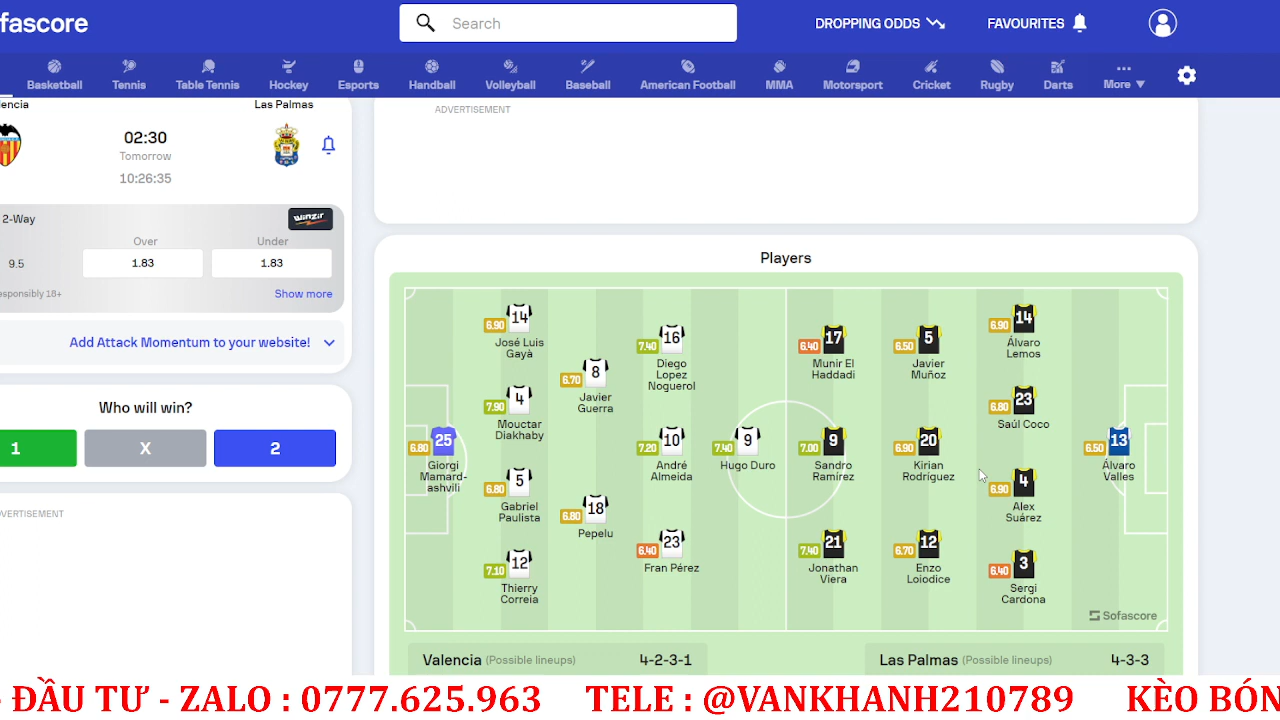 fascore
Search
DROPPING ODDS
FAVOURITES
Basketball
Tennis
Table Tennis
Hockey
Esports
Handball
Volleyball
Baseball
American Football
MMA
Motorsport
Cricket
Rugby
Darts
More
encia
Las Palmas
02:30
Tomorrow
10:26:35
2-Way
winzir
Over
Under
9.5
1.83
1.83
esponsibly 18+
Show more
Add Attack Momentum to your website!
Who will win?
1
X
2
VERTISEMENT
ADVERTISEMENT
Players
25
6.80
Giorgi
Mamard-
ashvili
14
6.90
José Luis
Gayà
4
7.90
Mouctar
Diakhaby
5
6.80
Gabriel
Paulista
12
7.10
Thierry
Correia
8
6.70
Javier
Guerra
18
6.80
Pepelu
16
7.40
Diego
Lopez
Noguerol
10
7.20
André
Almeida
23
6.40
Fran Pérez
9
7.40
Hugo Duro
17
6.40
Munir El
Haddadi
9
7.00
Sandro
Ramírez
21
7.40
Jonathan
Viera
5
6.50
Javier
Muñoz
20
6.90
Kirian
Rodríguez
12
6.70
Enzo
Loiodice
14
6.90
Álvaro
Lemos
23
6.80
Saúl Coco
4
6.90
Alex
Suárez
3
6.40
Sergi
Cardona
13
6.50
Álvaro
Valles
Sofascore
Valencia (Possible lineups) 4-2-3-1
Las Palmas (Possible lineups) 4-3-3
ĐẦU TƯ - ZALO : 0777.625.963 TELE : @VANKHANH210789 KÈO BÓN